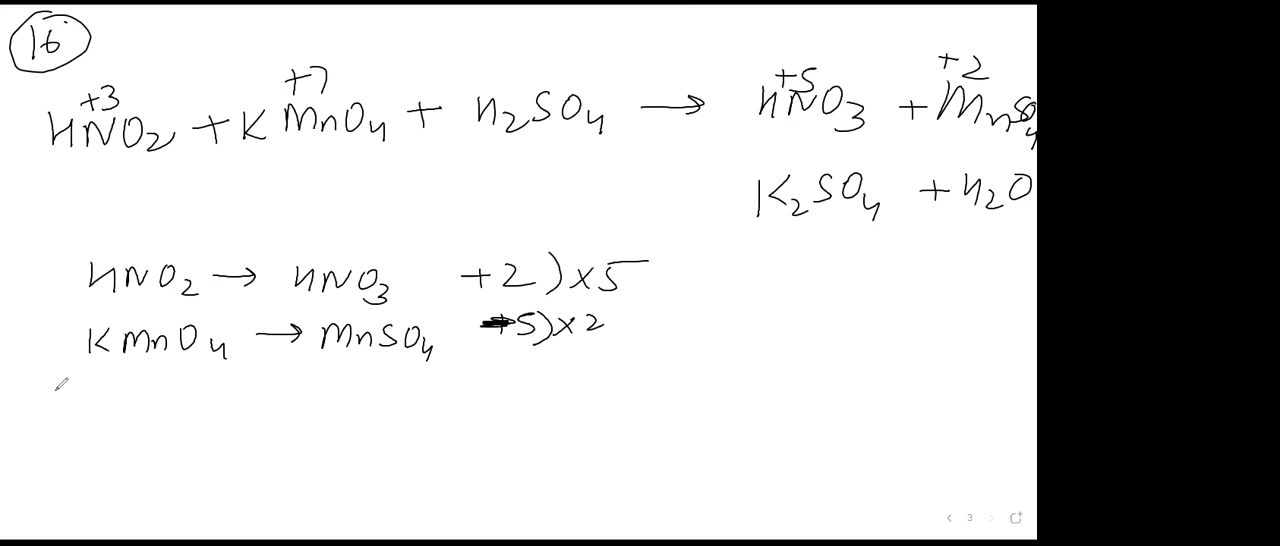 16
+3 +7 +5 +2
HNO2 + KMnO4 + H2SO4 → HNO3 + MnSO4
K2SO4 + H2O
HNO2 → HNO3 +2)×5
KMnO4 → MnSO4 -5)×2
3